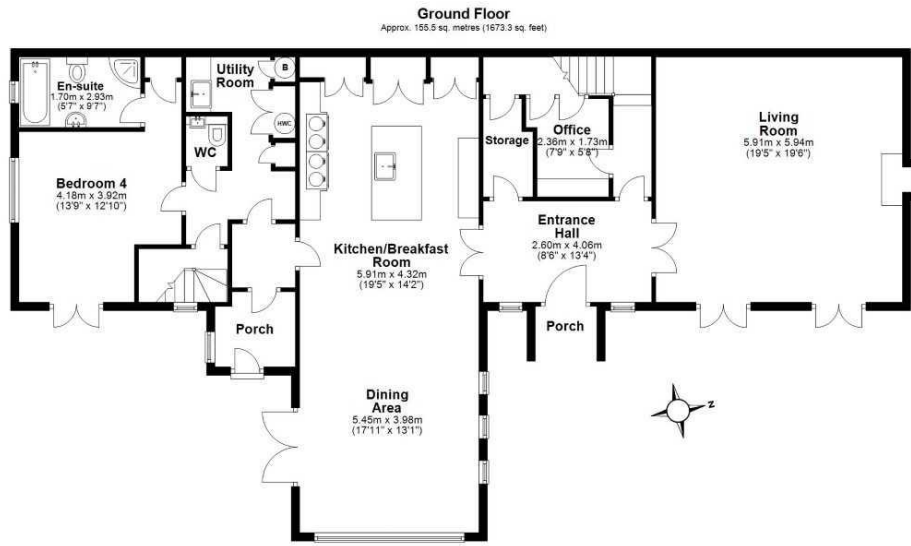 Ground Floor
Approx. 155.5 sq. metres (1673.3 sq. feet)
En-suite
1.70m x 2.93m
(5'7" x 9'7")
Utility
Room
B
HWC
WC
Bedroom 4
4.18m x 3.92m
(13'9" x 12'10")
Porch
Kitchen/Breakfast
Room
5.91m x 4.32m
(19'5" x 14'2")
Dining
Area
5.45m x 3.98m
(17'11" x 13'1")
Storage
Office
2.36m x 1.73m
(7'9" x 5'8")
Entrance
Hall
2.60m x 4.06m
(8'6" x 13'4")
Porch
Living
Room
5.91m x 5.94m
(19'5" x 19'6")
N